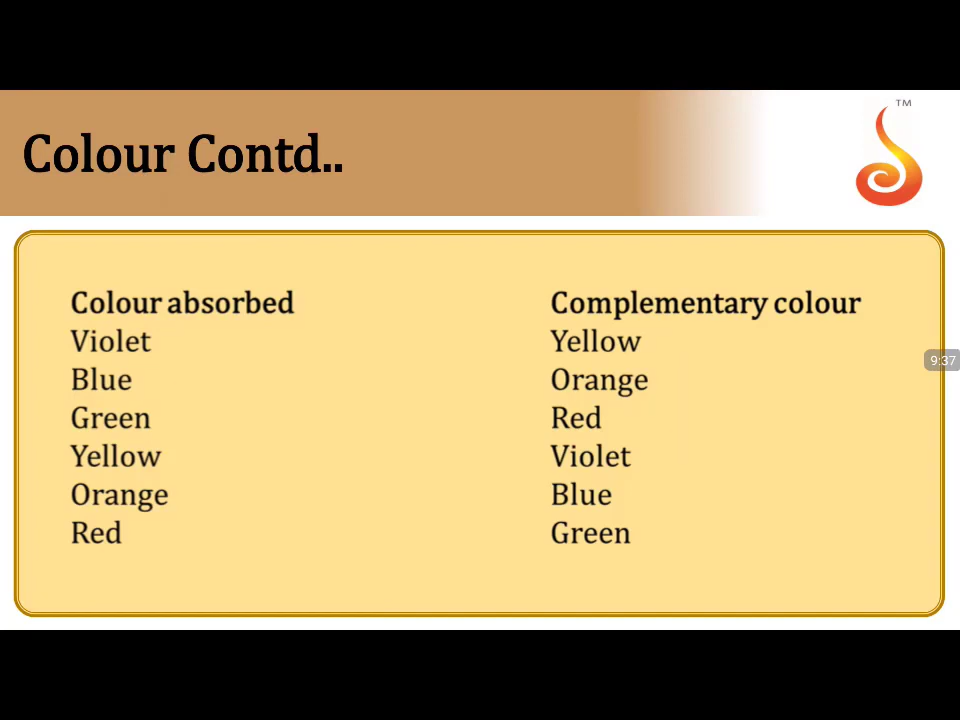 TM
Colour Contd..
Colour absorbed Complementary colour
Violet Yellow
Blue Orange
Green Red
9:37
Yellow Violet
Orange Blue
Red Green